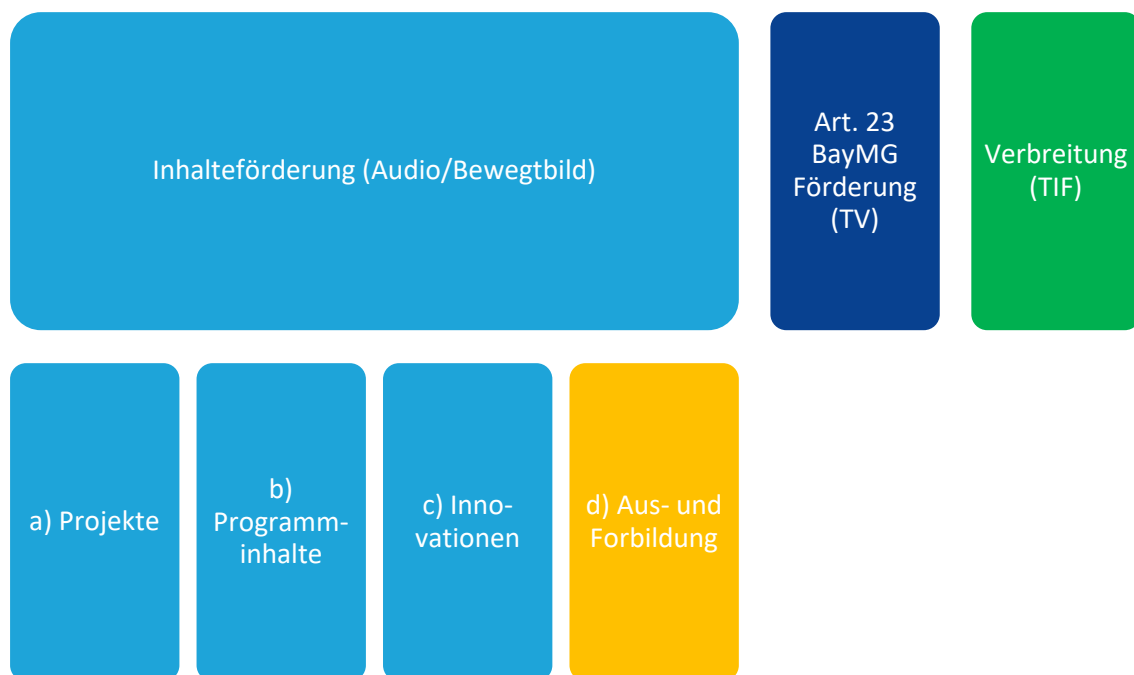 Inhalteförderung (Audio/Bewegtbild)
Art. 23
BayMG
Förderung
(TV)
Verbreitung
(TIF)
a) Projekte
b)
Programm-
inhalte
c) Inno-
vationen
d) Aus- und
Forbildung